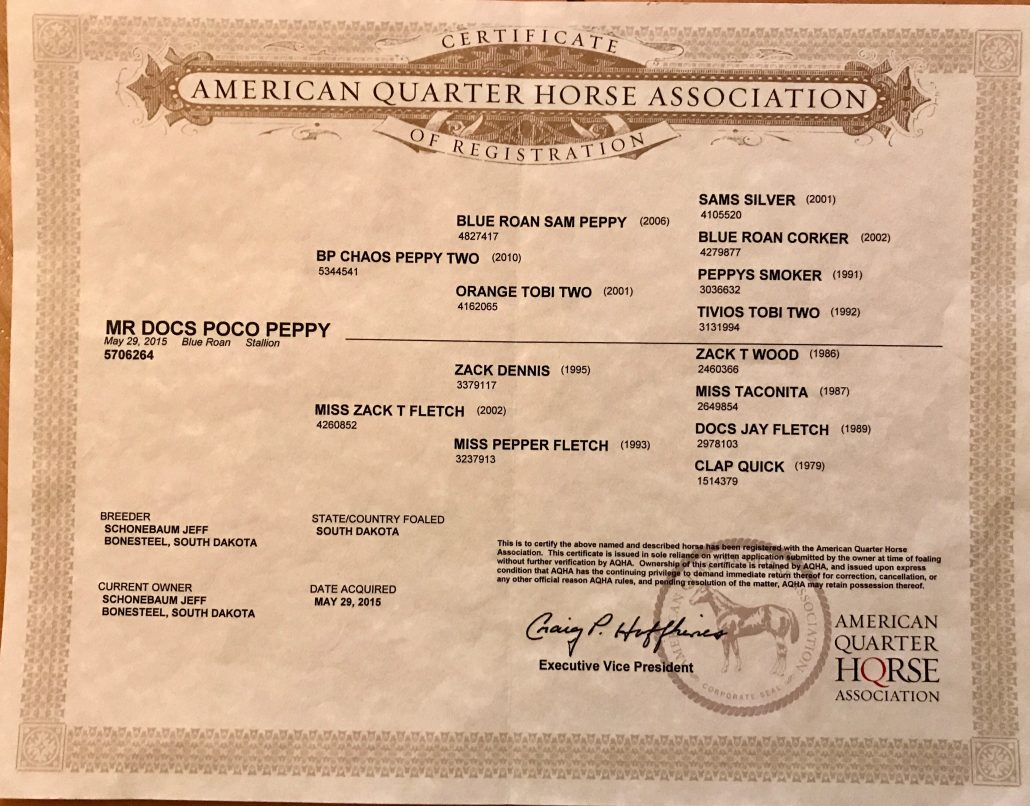 CERTIFICATE
AMERICAN QUARTER HORSE ASSOCIATION
OF REGISTRATION
SAMS SILVER (2001)
4105520
BLUE ROAN SAM PEPPY (2006)
4827417
BLUE ROAN CORKER (2002)
4279877
BP CHAOS PEPPY TWO (2010)
5344541
PEPPYS SMOKER (1991)
3036632
ORANGE TOBI TWO (2001)
4162065
TIVIOS TOBI TWO (1992)
3131994
MR DOCS POCO PEPPY
May 29, 2015 Blue Roan Stallion
5706264
ZACK T WOOD (1986)
2460366
ZACK DENNIS (1995)
3379117
MISS TACONITA (1987)
2649854
MISS ZACK T FLETCH (2002)
4260852
DOCS JAY FLETCH (1989)
2978103
MISS PEPPER FLETCH (1993)
3237913
CLAP QUICK (1979)
1514379
BREEDER
SCHONEBAUM JEFF
BONESTEEL, SOUTH DAKOTA
STATE/COUNTRY FOALED
SOUTH DAKOTA
CURRENT OWNER
SCHONEBAUM JEFF
BONESTEEL, SOUTH DAKOTA
DATE ACQUIRED
MAY 29, 2015
This is to certify the above named and described horse has been registered with the American Quarter Horse
Association. This certificate is issued in sole reliance on written application submitted by the owner at time of foaling
without further verification by AQHA. Ownership of this certificate is retained by AQHA, and issued upon express
condition that AQHA has the continuing privilege to demand immediate return thereof for correction, cancellation, or
any other official reason AQHA rules, and pending resolution of the matter, AQHA may retain possession thereof.
Craig P. Huffhines
Executive Vice President
CORPORATE SEAL
AMERICAN
QUARTER
HORSE
ASSOCIATION